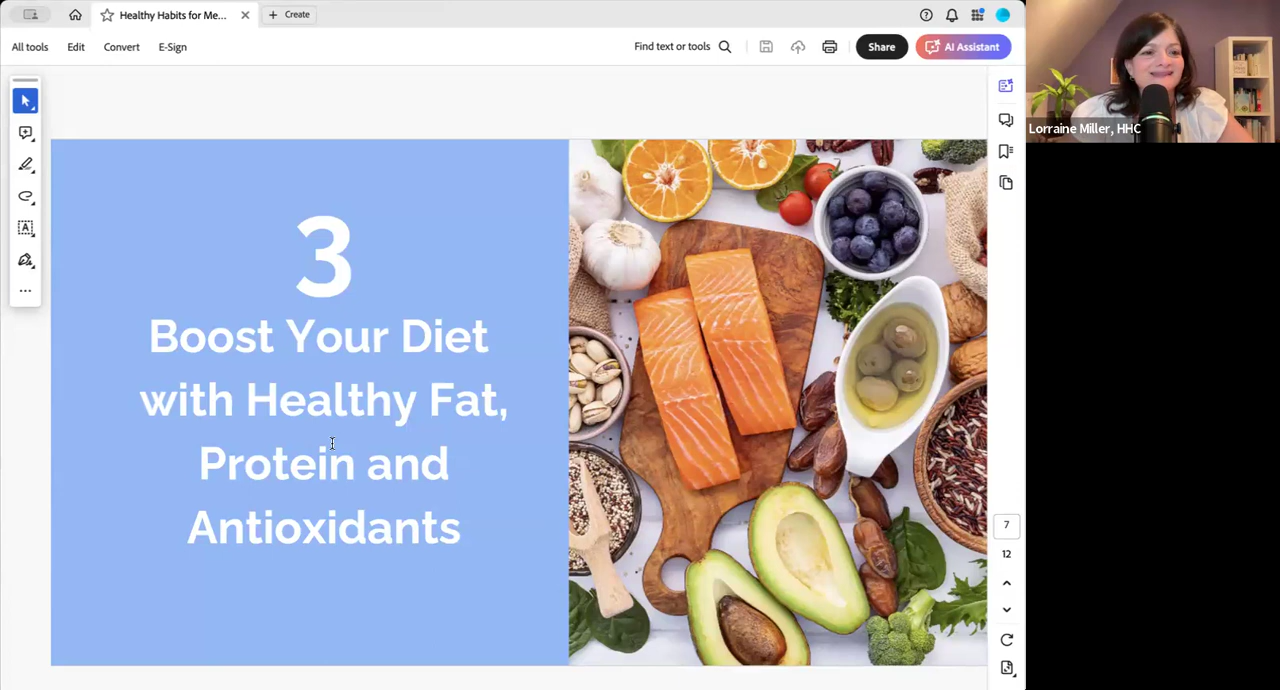 Healthy Habits for Me...
Create
All tools
Edit
Convert
E-Sign
Find text or tools
Share
AI Assistant
Lorraine Miller, HHC
3
Boost Your Diet
with Healthy Fat,
Protein and
Antioxidants
7
12